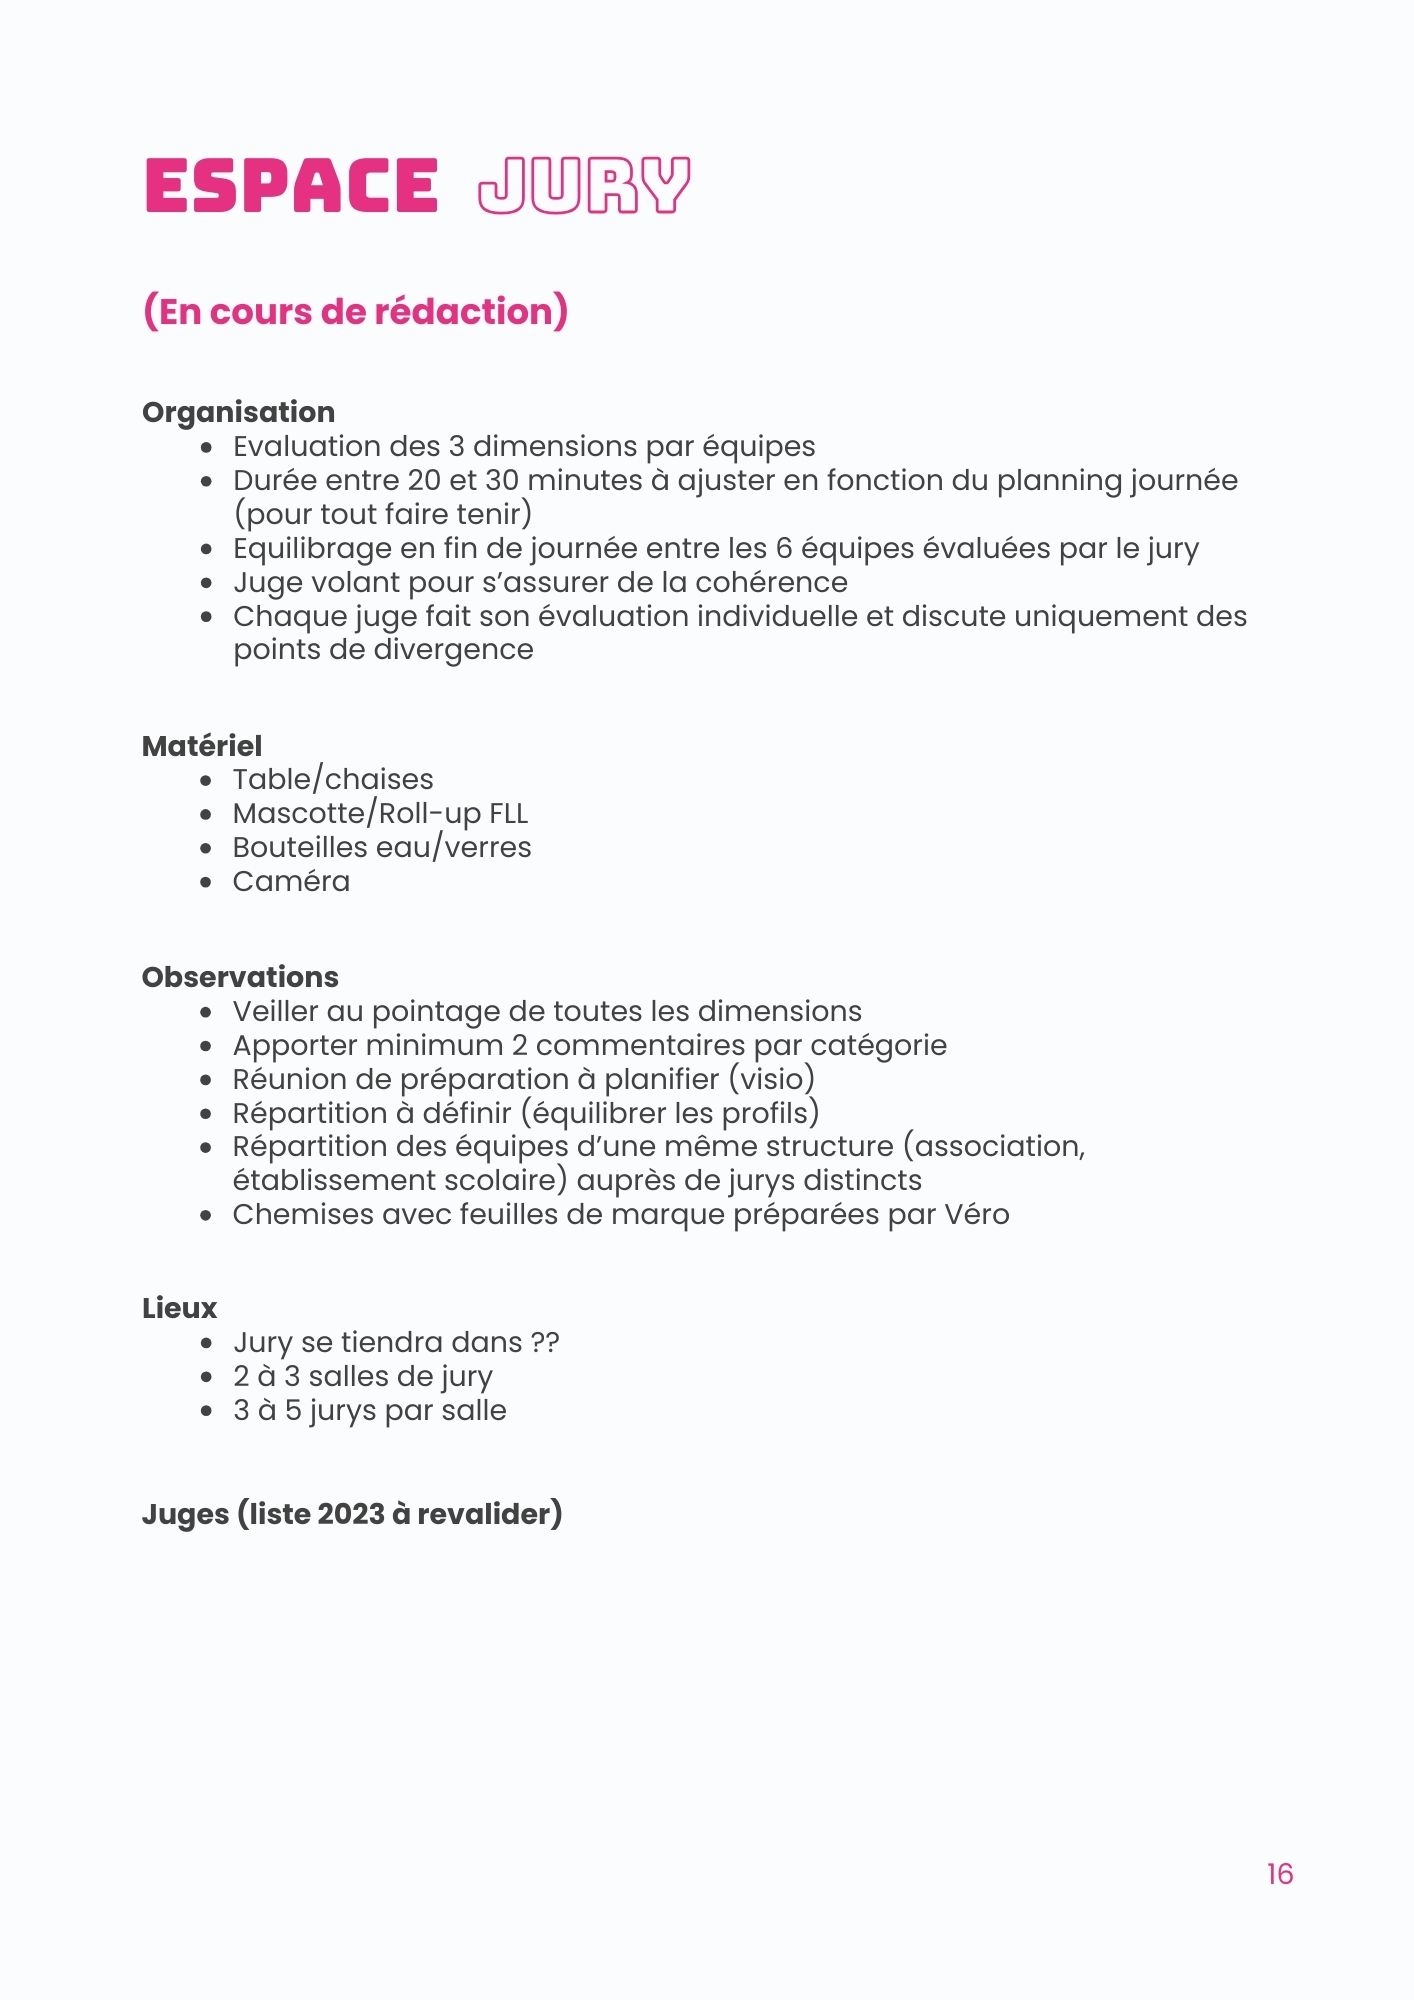 ESPACE JURY
(En cours de rédaction)
Organisation
• Evaluation des 3 dimensions par équipes
• Durée entre 20 et 30 minutes à ajuster en fonction du planning journée
(pour tout faire tenir)
• Equilibrage en fin de journée entre les 6 équipes évaluées par le jury
• Juge volant pour s’assurer de la cohérence
• Chaque juge fait son évaluation individuelle et discute uniquement des
points de divergence
Matériel
• Table/chaises
• Mascotte/Roll-up FLL
• Bouteilles eau/verres
• Caméra
Observations
• Veiller au pointage de toutes les dimensions
• Apporter minimum 2 commentaires par catégorie
• Réunion de préparation à planifier (visio)
• Répartition à définir (équilibrer les profils)
• Répartition des équipes d’une même structure (association,
établissement scolaire) auprès de jurys distincts
• Chemises avec feuilles de marque préparées par Véro
Lieux
• Jury se tiendra dans ??
• 2 à 3 salles de jury
• 3 à 5 jurys par salle
Juges (liste 2023 à revalider)
16